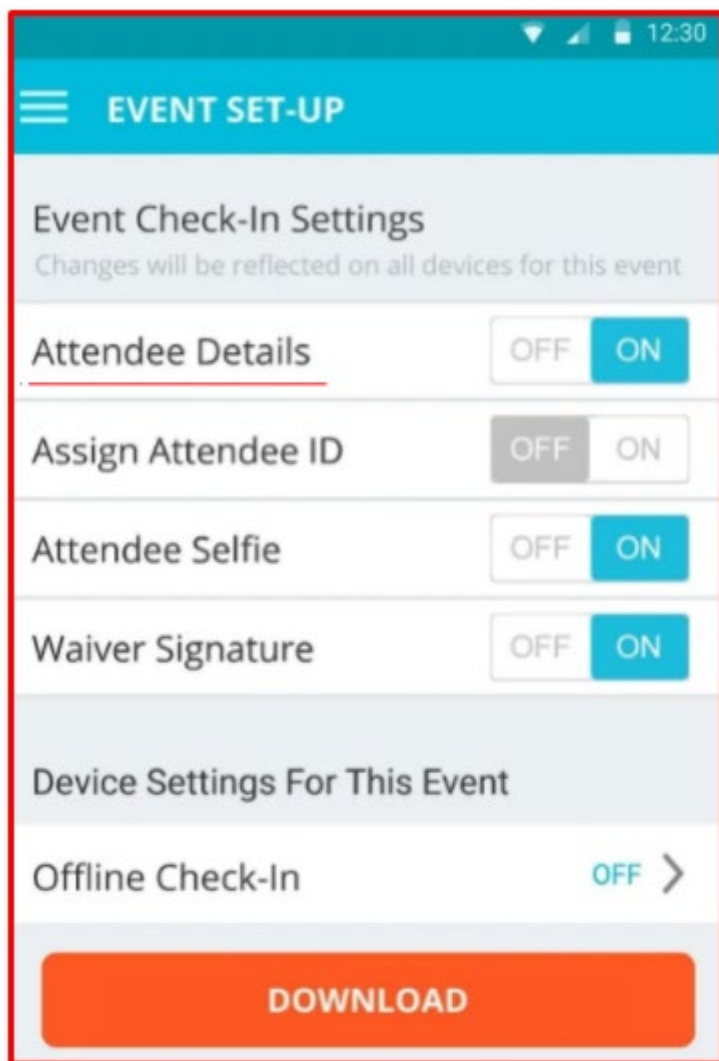 12:30
EVENT SET-UP
Event Check-In Settings
Changes will be reflected on all devices for this event
Attendee Details OFF ON
Assign Attendee ID OFF ON
Attendee Selfie OFF ON
Waiver Signature OFF ON
Device Settings For This Event
Offline Check-In OFF
DOWNLOAD